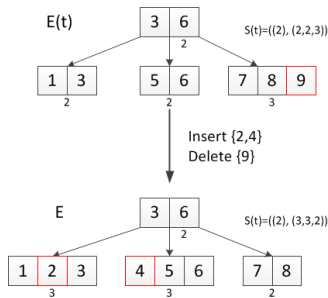 E(t)
3 6
2
S(t)=((2), (2,2,3))
1 3
2
5 6
2
7 8 9
3
Insert {2,4}
Delete {9}
E
3 6
2
S(t)=((2), (3,3,2))
1 2 3
3
4 5 6
3
7 8
2